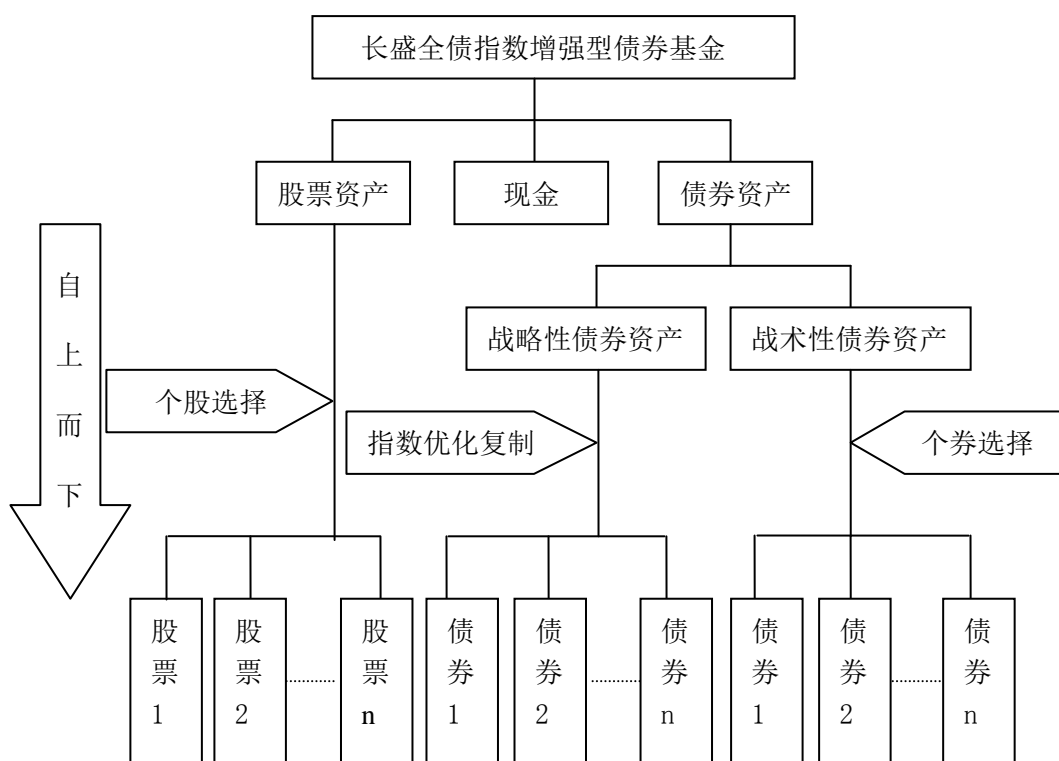 长盛全债指数增强型债券基金
股票资产
现金
债券资产
自上而下
战略性债券资产
战术性债券资产
个股选择
指数优化复制
个券选择
股票1
股票2
………
股票n
债券1
债券2
………
债券n
债券1
债券2
………
债券n